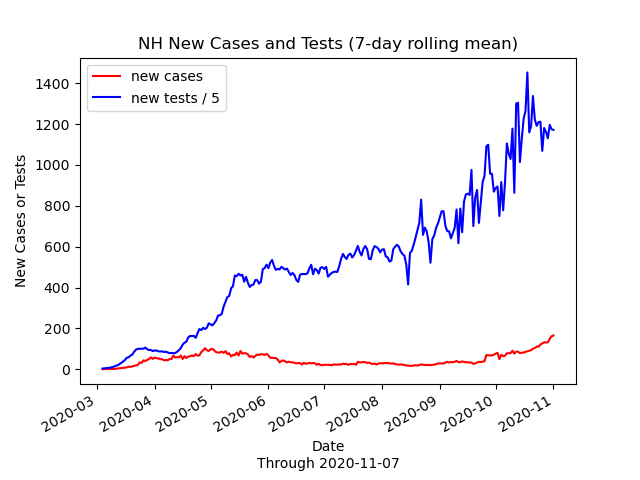 NH New Cases and Tests (7-day rolling mean)
new cases
new tests / 5
New Cases or Tests
1400
1200
1000
800
600
400
200
0
2020-03
2020-04
2020-05
2020-06
2020-07
2020-08
2020-09
2020-10
2020-11
Date
Through 2020-11-07